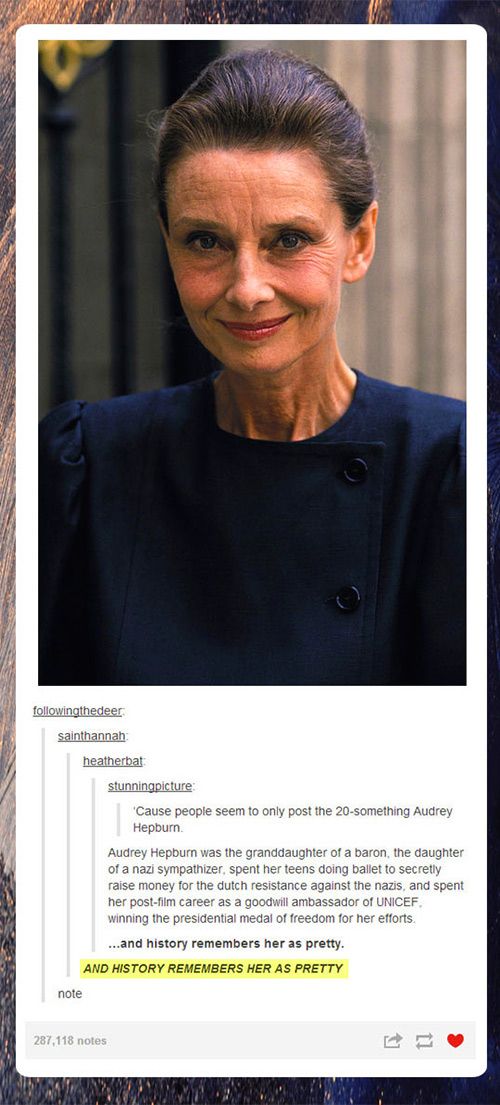 followingthedeer:
sainthannah:
heatherbat:
stunningpicture:
'Cause people seem to only post the 20-something Audrey
Hepburn.
Audrey Hepburn was the granddaughter of a baron, the daughter
of a nazi sympathizer, spent her teens doing ballet to secretly
raise money for the dutch resistance against the nazis, and spent
her post-film career as a goodwill ambassador of UNICEF,
winning the presidential medal of freedom for her efforts.
...and history remembers her as pretty.
AND HISTORY REMEMBERS HER AS PRETTY
note
287,118 notes